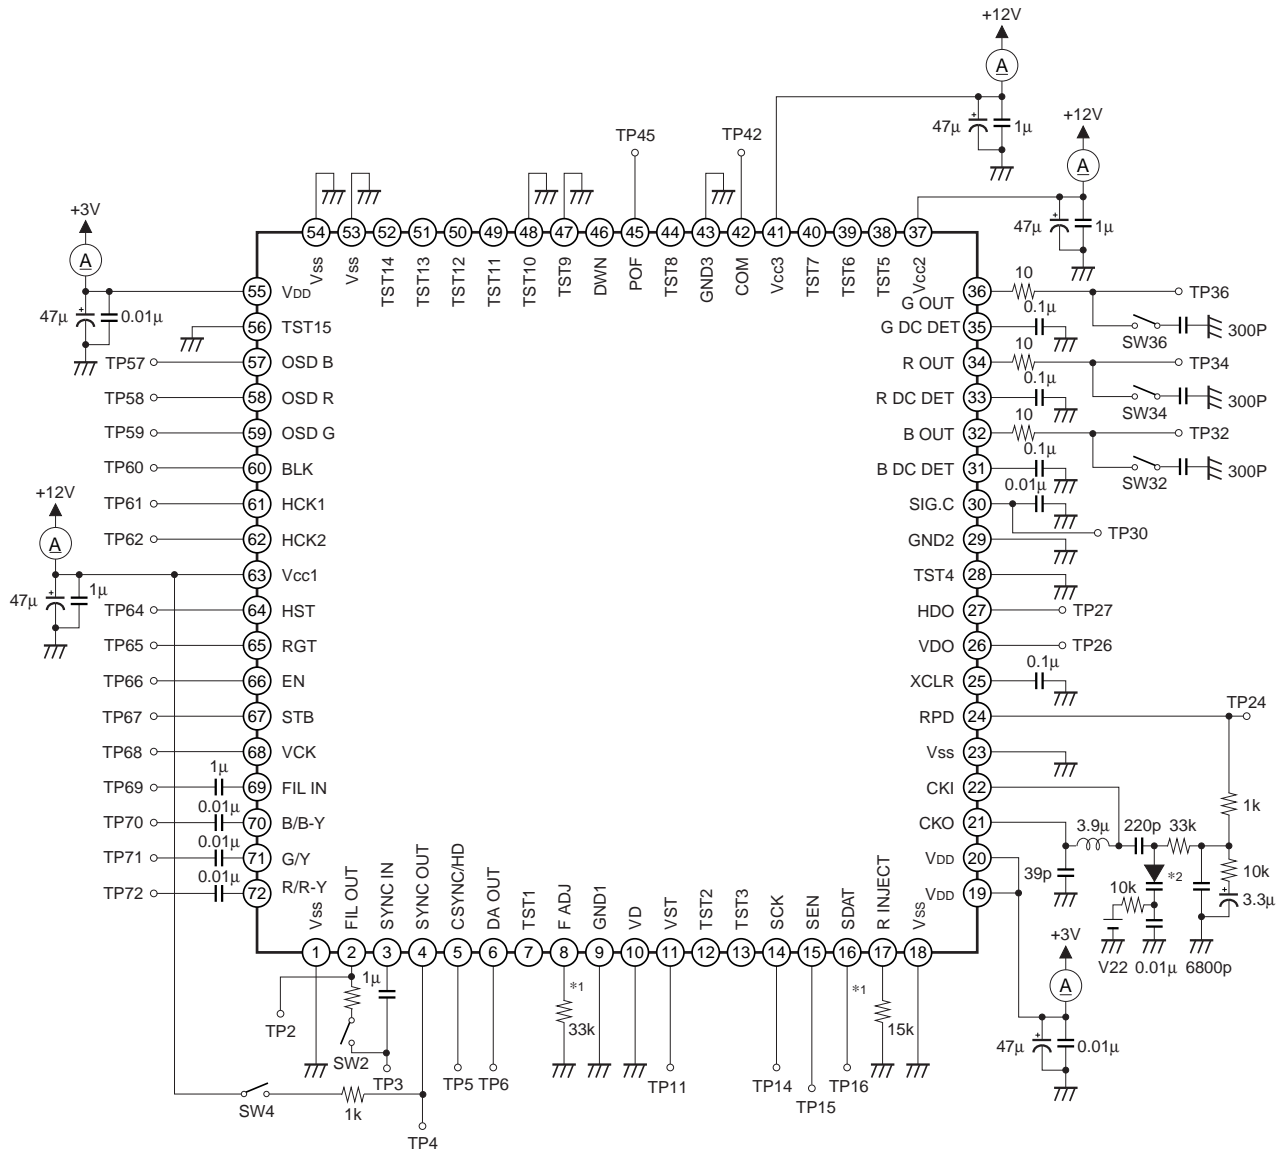 +12V
A
47μ
1μ
+12V
A
47μ
1μ
TP45
TP42
+3V
A
47μ
0.01μ
54 53 52 51 50 49 48 47 46 45 44 43 42 41 40 39 38 37
Vss
Vss
TST14
TST13
TST12
TST11
TST10
TST9
DWN
POF
TST8
GND3
COM
Vcc3
TST7
TST6
TST5
Vcc2
55 VDD
56 TST15
TP57 57 OSD B
TP58 58 OSD R
TP59 59 OSD G
TP60 60 BLK
TP61 61 HCK1
TP62 62 HCK2
+12V
A
47μ
1μ
63 Vcc1
TP64 64 HST
TP65 65 RGT
TP66 66 EN
TP67 67 STB
TP68 68 VCK
TP69 1μ 69 FIL IN
TP70 0.01μ 70 B/B-Y
TP71 0.01μ 71 G/Y
TP72 0.01μ 72 R/R-Y
G OUT 36 10 TP36
SW36 300P
G DC DET 35 0.1μ
R OUT 34 10 TP34
SW34 300P
R DC DET 33 0.1μ
B OUT 32 10 TP32
SW32 300P
B DC DET 31 0.1μ
SIG.C 30 0.01μ
TP30
GND2 29
TST4 28
HDO 27 TP27
VDO 26 TP26
XCLR 25 0.1μ
RPD 24 TP24
Vss 23
CKI 22
CKO 21
VDD 20
VDD 19
1k
3.9μ
220p
33k
39p
*2
10k
10k
3.3μ
V22
0.01μ
6800p
+3V
A
47μ
0.01μ
Vss
FIL OUT
SYNC IN
SYNC OUT
CSYNC/HD
DA OUT
TST1
F ADJ
GND1
VD
VST
TST2
TST3
SCK
SEN
SDAT
R INJECT
Vss
1 2 3 4 5 6 7 8 9 10 11 12 13 14 15 16 17 18
1μ
*1
33k
*1
15k
TP2
SW2
TP3
TP5
TP6
TP11
TP14
TP15
TP16
SW4
1k
TP4